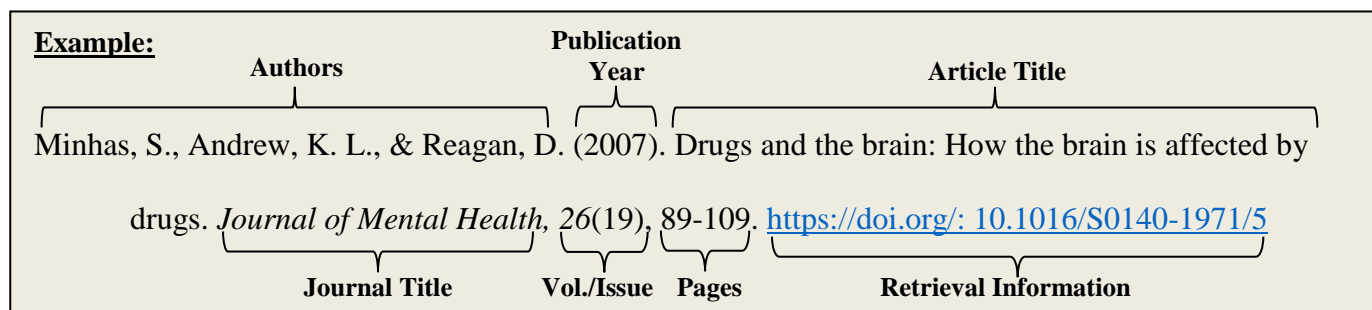 Example:
Publication
Authors Year Article Title
Minhas, S., Andrew, K. L., & Reagan, D. (2007). Drugs and the brain: How the brain is affected by
drugs. Journal of Mental Health, 26(19), 89-109. https://doi.org/: 10.1016/S0140-1971/5
Journal Title Vol./Issue Pages Retrieval Information